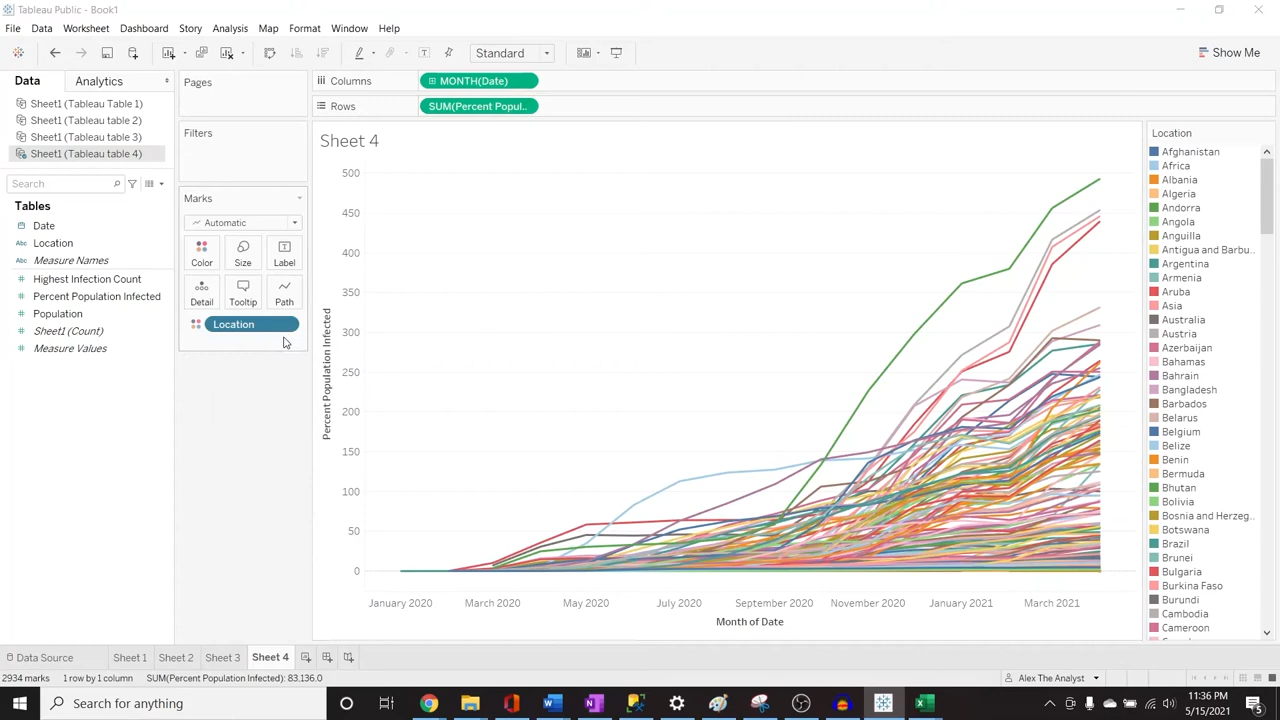 Tableau Public - Book1
File Data Worksheet Dashboard Story Analysis Map Format Window Help
Standard
Show Me
Data Analytics
Sheet1 (Tableau Table 1)
Sheet1 (Tableau table 2)
Sheet1 (Tableau table 3)
Sheet1 (Tableau table 4)
Search
Tables
Date
Abc Location
Abc Measure Names
Highest Infection Count
Percent Population Infected
Population
Sheet1 (Count)
Measure Values
Pages
Filters
Marks
Automatic
Color Size Label
Detail Tooltip Path
Location
Columns MONTH(Date)
Rows SUM(Percent Popul..
Sheet 4
500
450
400
350
300
250
200
150
100
50
0
Percent Population Infected
January 2020 March 2020 May 2020 July 2020 September 2020 November 2020 January 2021 March 2021
Month of Date
Location
Afghanistan
Africa
Albania
Algeria
Andorra
Angola
Anguilla
Antigua and Barbu..
Argentina
Armenia
Aruba
Asia
Australia
Austria
Azerbaijan
Bahamas
Bahrain
Bangladesh
Barbados
Belarus
Belgium
Belize
Benin
Bermuda
Bhutan
Bolivia
Bosnia and Herzeg..
Botswana
Brazil
Brunei
Bulgaria
Burkina Faso
Burundi
Cambodia
Cameroon
Data Source Sheet 1 Sheet 2 Sheet 3 Sheet 4
2934 marks 1 row by 1 column SUM(Percent Population Infected): 83,136.0
Alex The Analyst
Search for anything
11:36 PM
5/15/2021